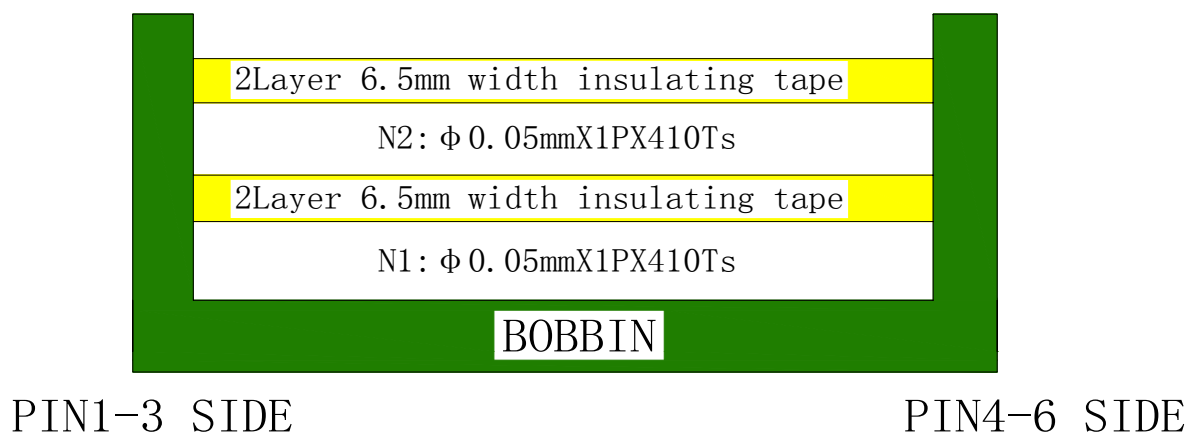 2Layer 6.5mm width insulating tape
N2:φ0.05mmX1PX410Ts
2Layer 6.5mm width insulating tape
N1:φ0.05mmX1PX410Ts
BOBBIN
PIN1-3 SIDE
PIN4-6 SIDE